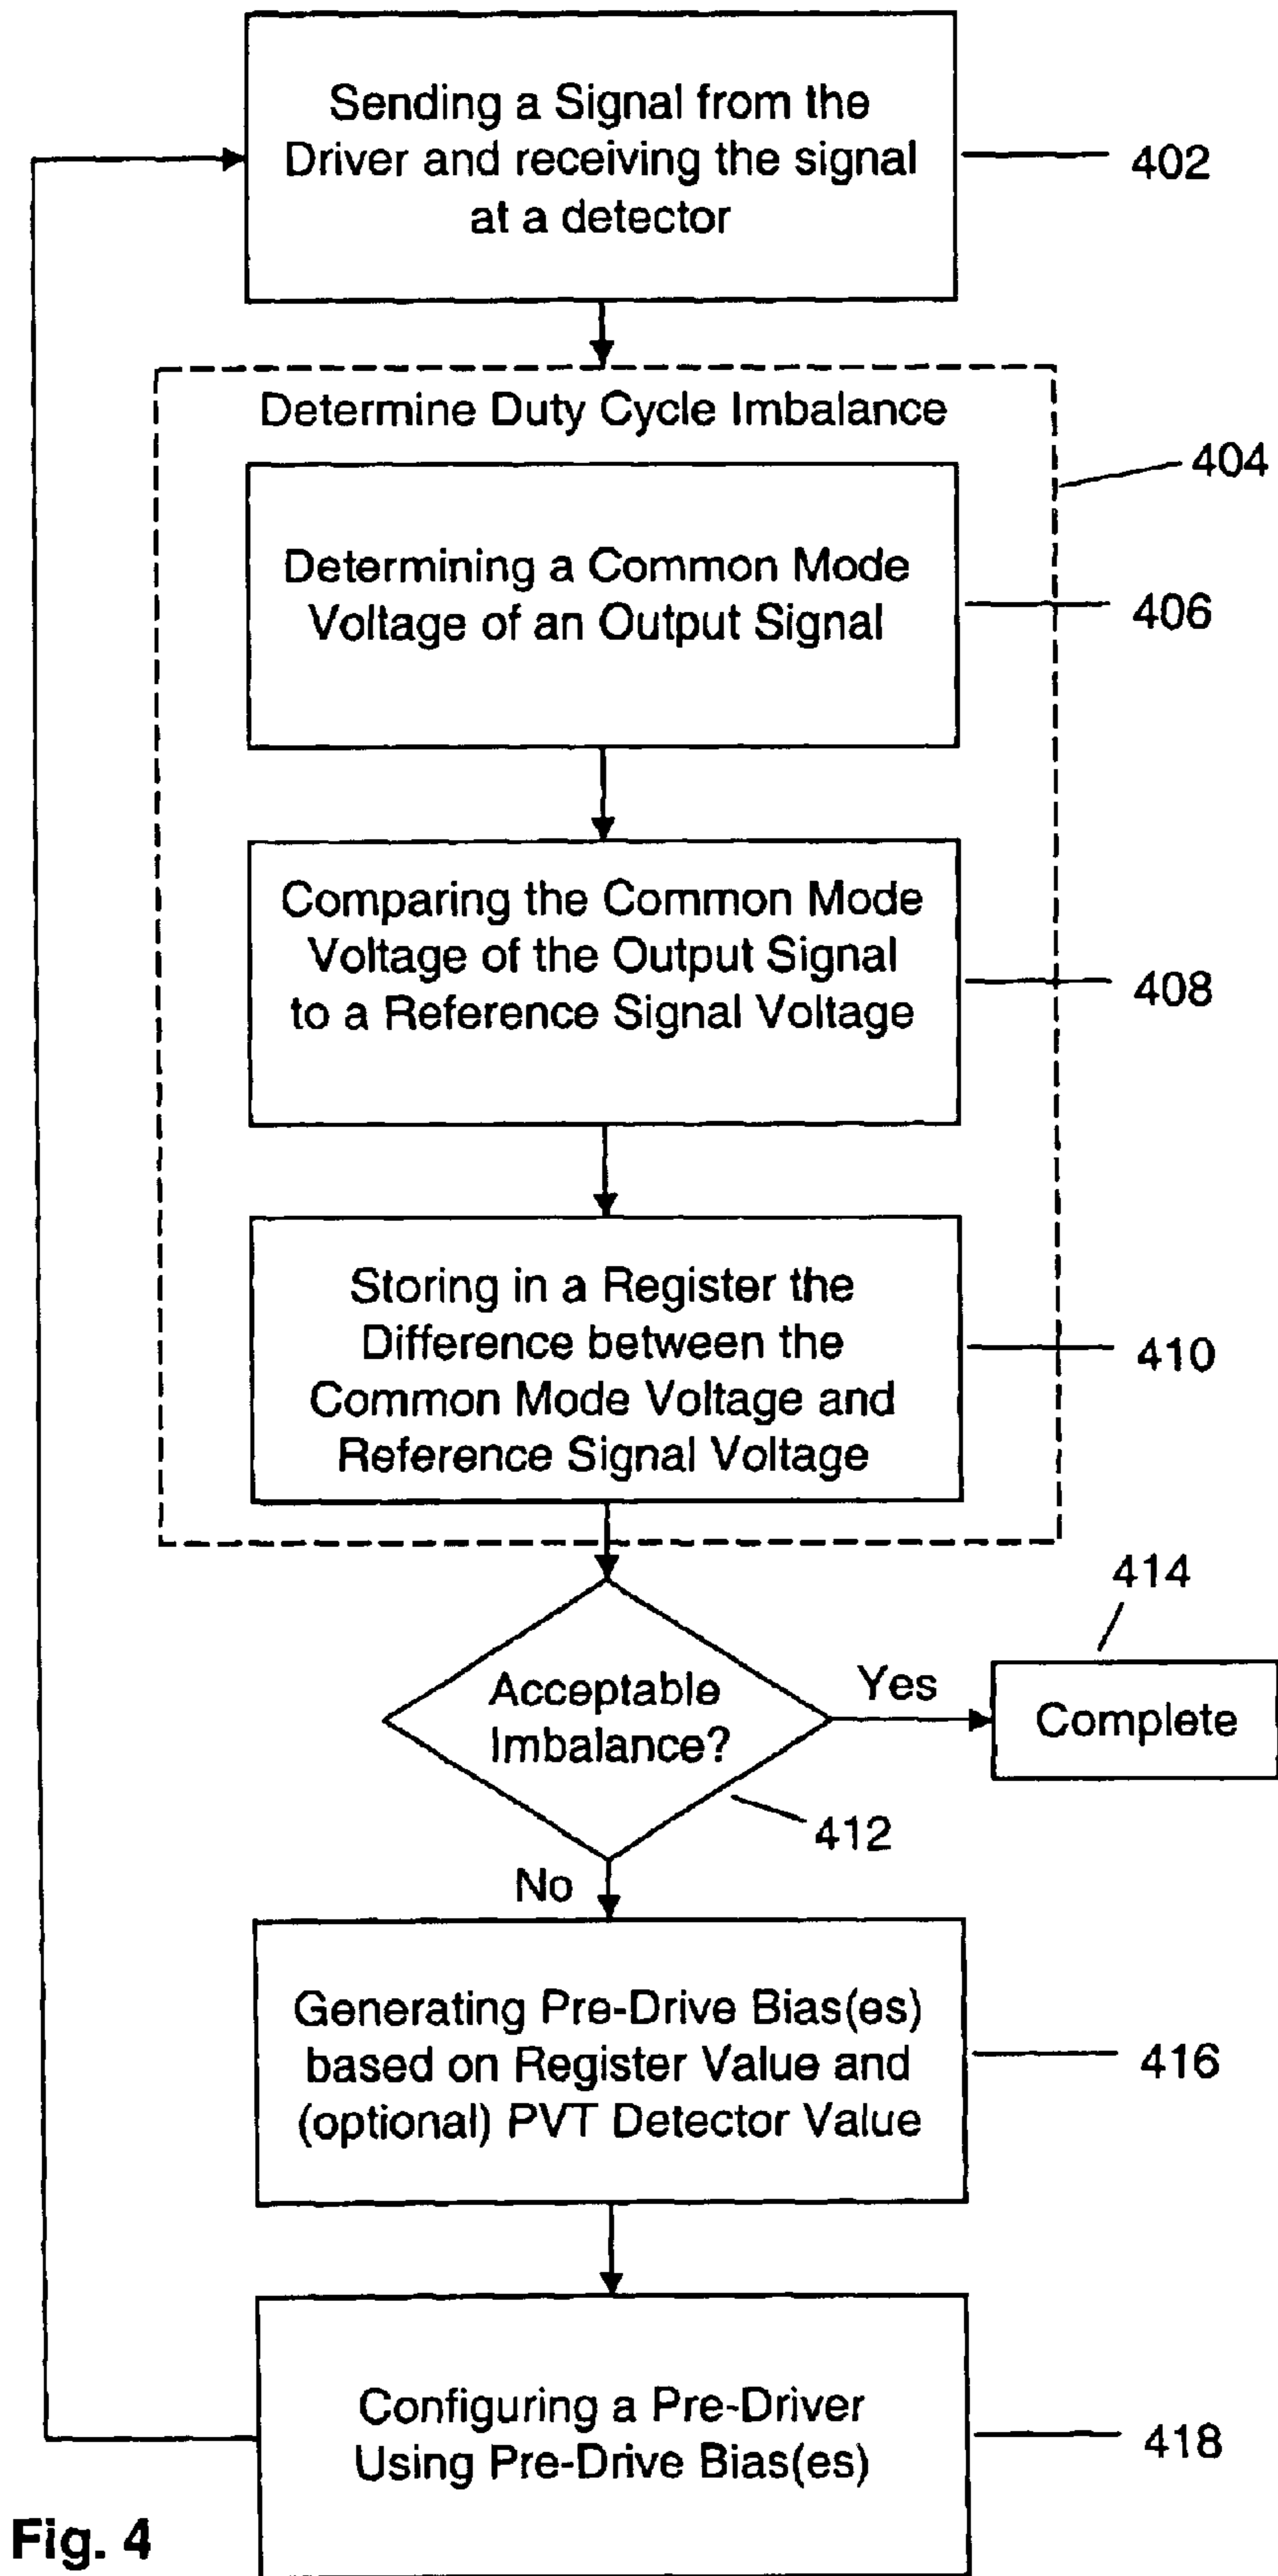 Sending a Signal from the
Driver and receiving the signal
at a detector
402
Determine Duty Cycle Imbalance
404
Determining a Common Mode
Voltage of an Output Signal
406
Comparing the Common Mode
Voltage of the Output Signal
to a Reference Signal Voltage
408
Storing in a Register the
Difference between the
Common Mode Voltage and
Reference Signal Voltage
410
414
Acceptable
Imbalance?
Yes
Complete
412
No
Generating Pre-Drive Bias(es)
based on Register Value and
(optional) PVT Detector Value
416
Configuring a Pre-Driver
Using Pre-Drive Bias(es)
418
Fig. 4